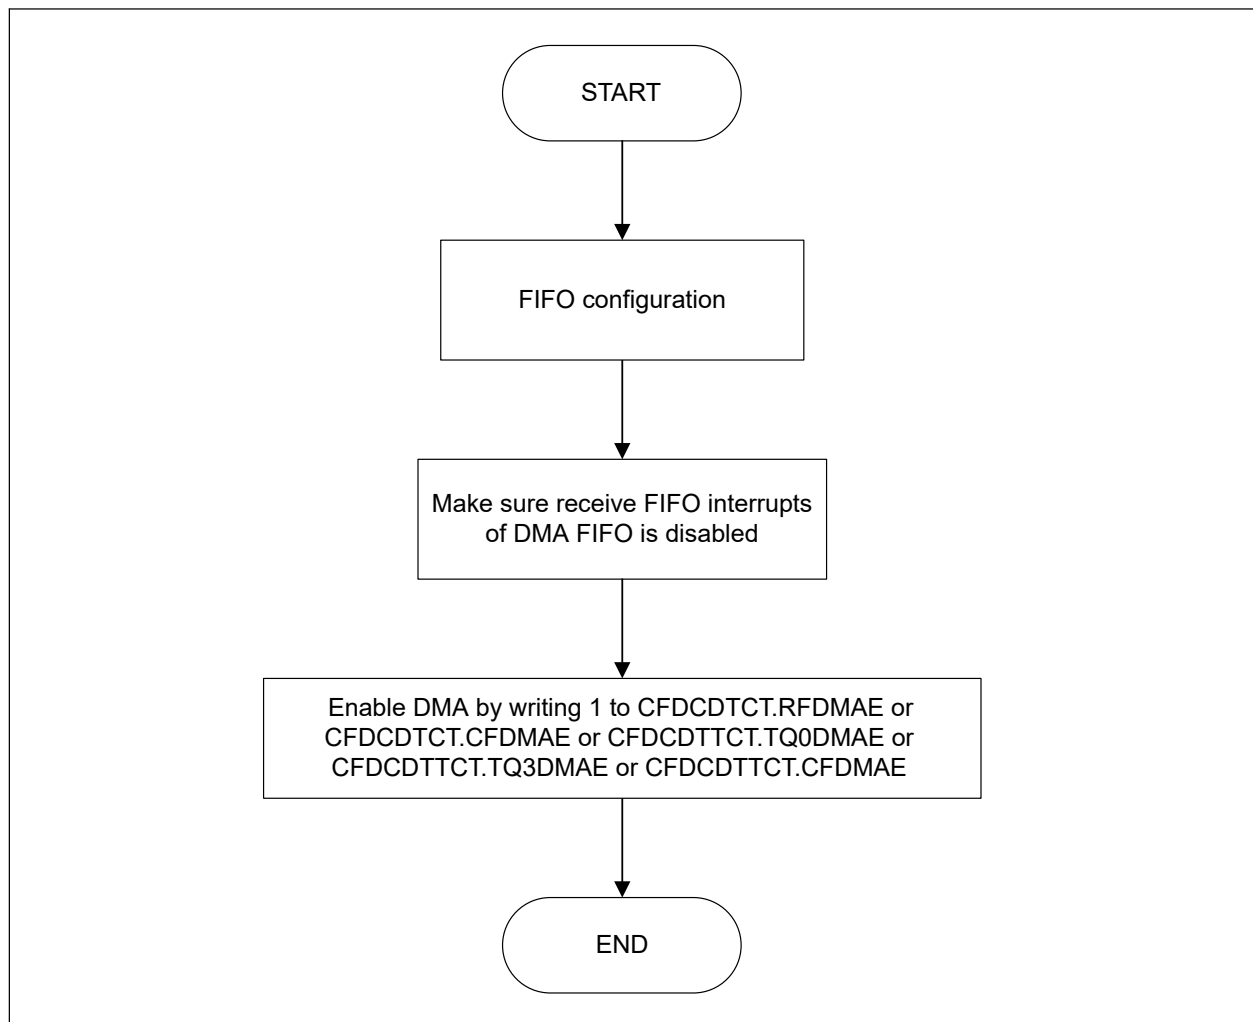 START
FIFO configuration
Make sure receive FIFO interrupts
of DMA FIFO is disabled
Enable DMA by writing 1 to CFDCDTCT.RFDMAE or
CFDCDTCT.CFDMAE or CFDCDTTCT.TQ0DMAE or
CFDCDTTCT.TQ3DMAE or CFDCDTTCT.CFDMAE
END